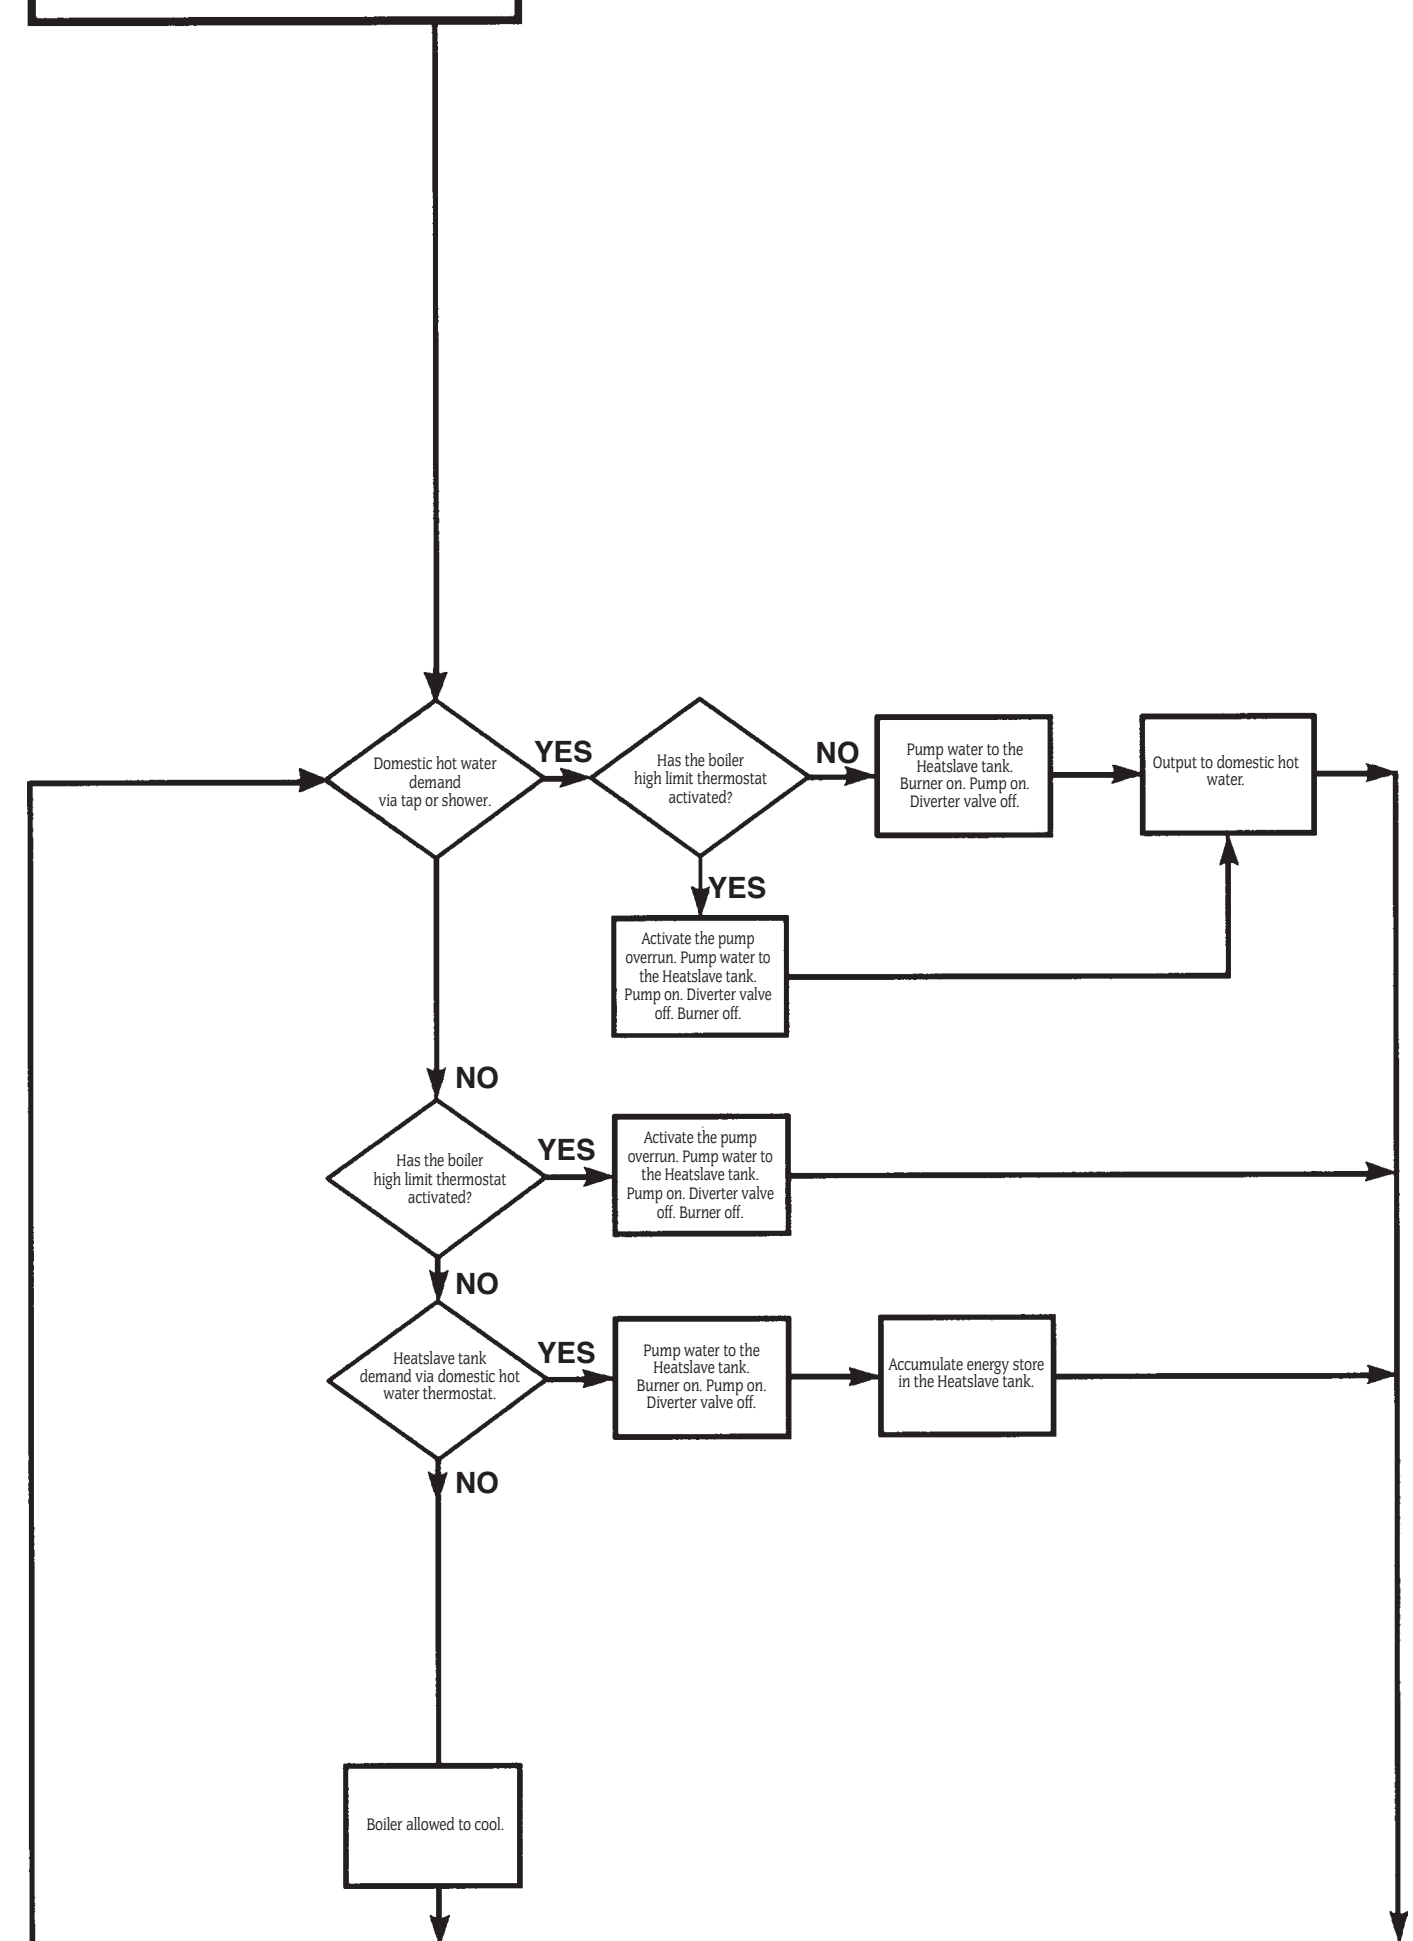 Domestic hot water
demand
via tap or shower.
YES
Has the boiler
high limit thermostat
activated?
NO
Pump water to the
Heatslave tank.
Burner on. Pump on.
Diverter valve off.
Output to domestic hot
water.
YES
Activate the pump
overrun. Pump water to
the Heatslave tank.
Pump on. Diverter valve
off. Burner off.
NO
Has the boiler
high limit thermostat
activated?
YES
Activate the pump
overrun. Pump water to
the Heatslave tank.
Pump on. Diverter valve
off. Burner off.
NO
Heatslave tank
demand via domestic hot
water thermostat.
YES
Pump water to the
Heatslave tank.
Burner on. Pump on.
Diverter valve off.
Accumulate energy store
in the Heatslave tank.
NO
Boiler allowed to cool.